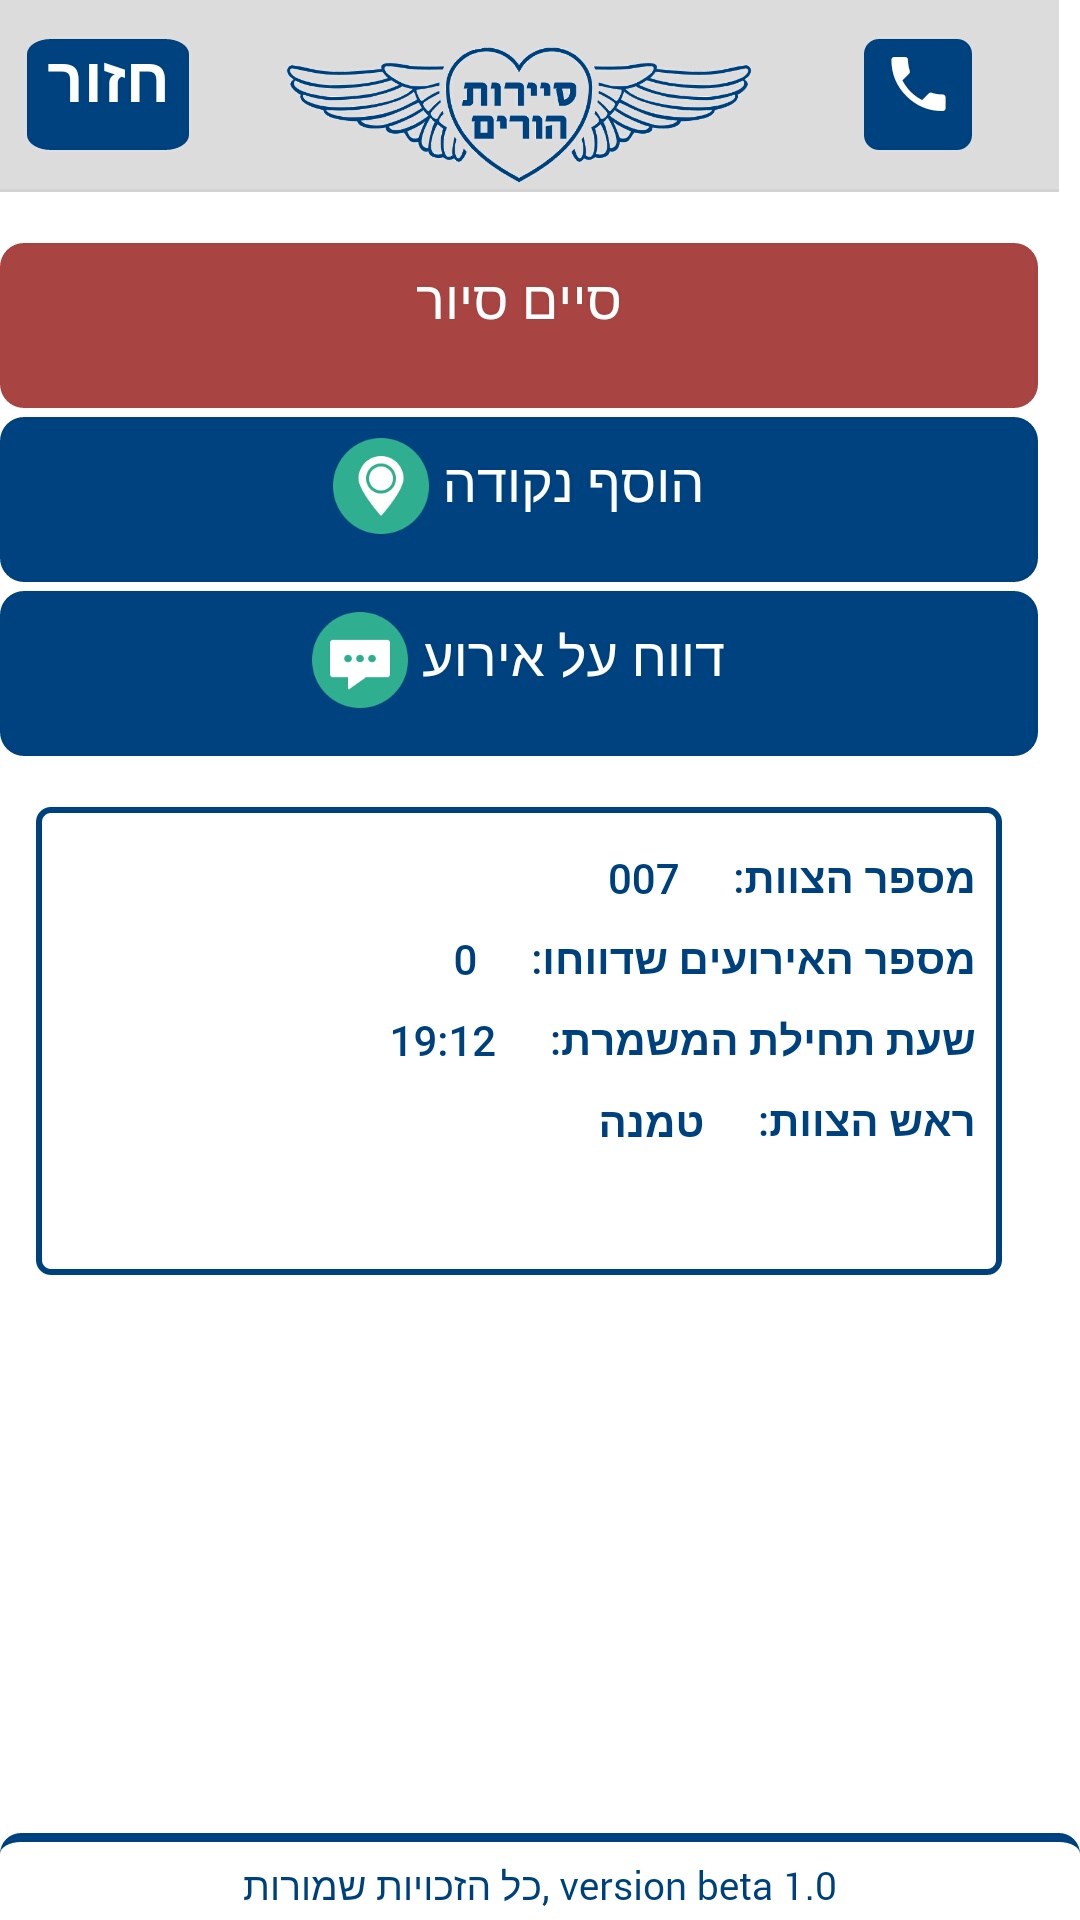 חזור
סיירות
הורים
סיים סיור
הוסף נקודה
דווח על אירוע
מספר הצוות: 007
מספר האירועים שדווחו: 0
שעת תחילת המשמרת: 19:12
ראש הצוות: טמנה
כל הזכויות שמורות, version beta 1.0